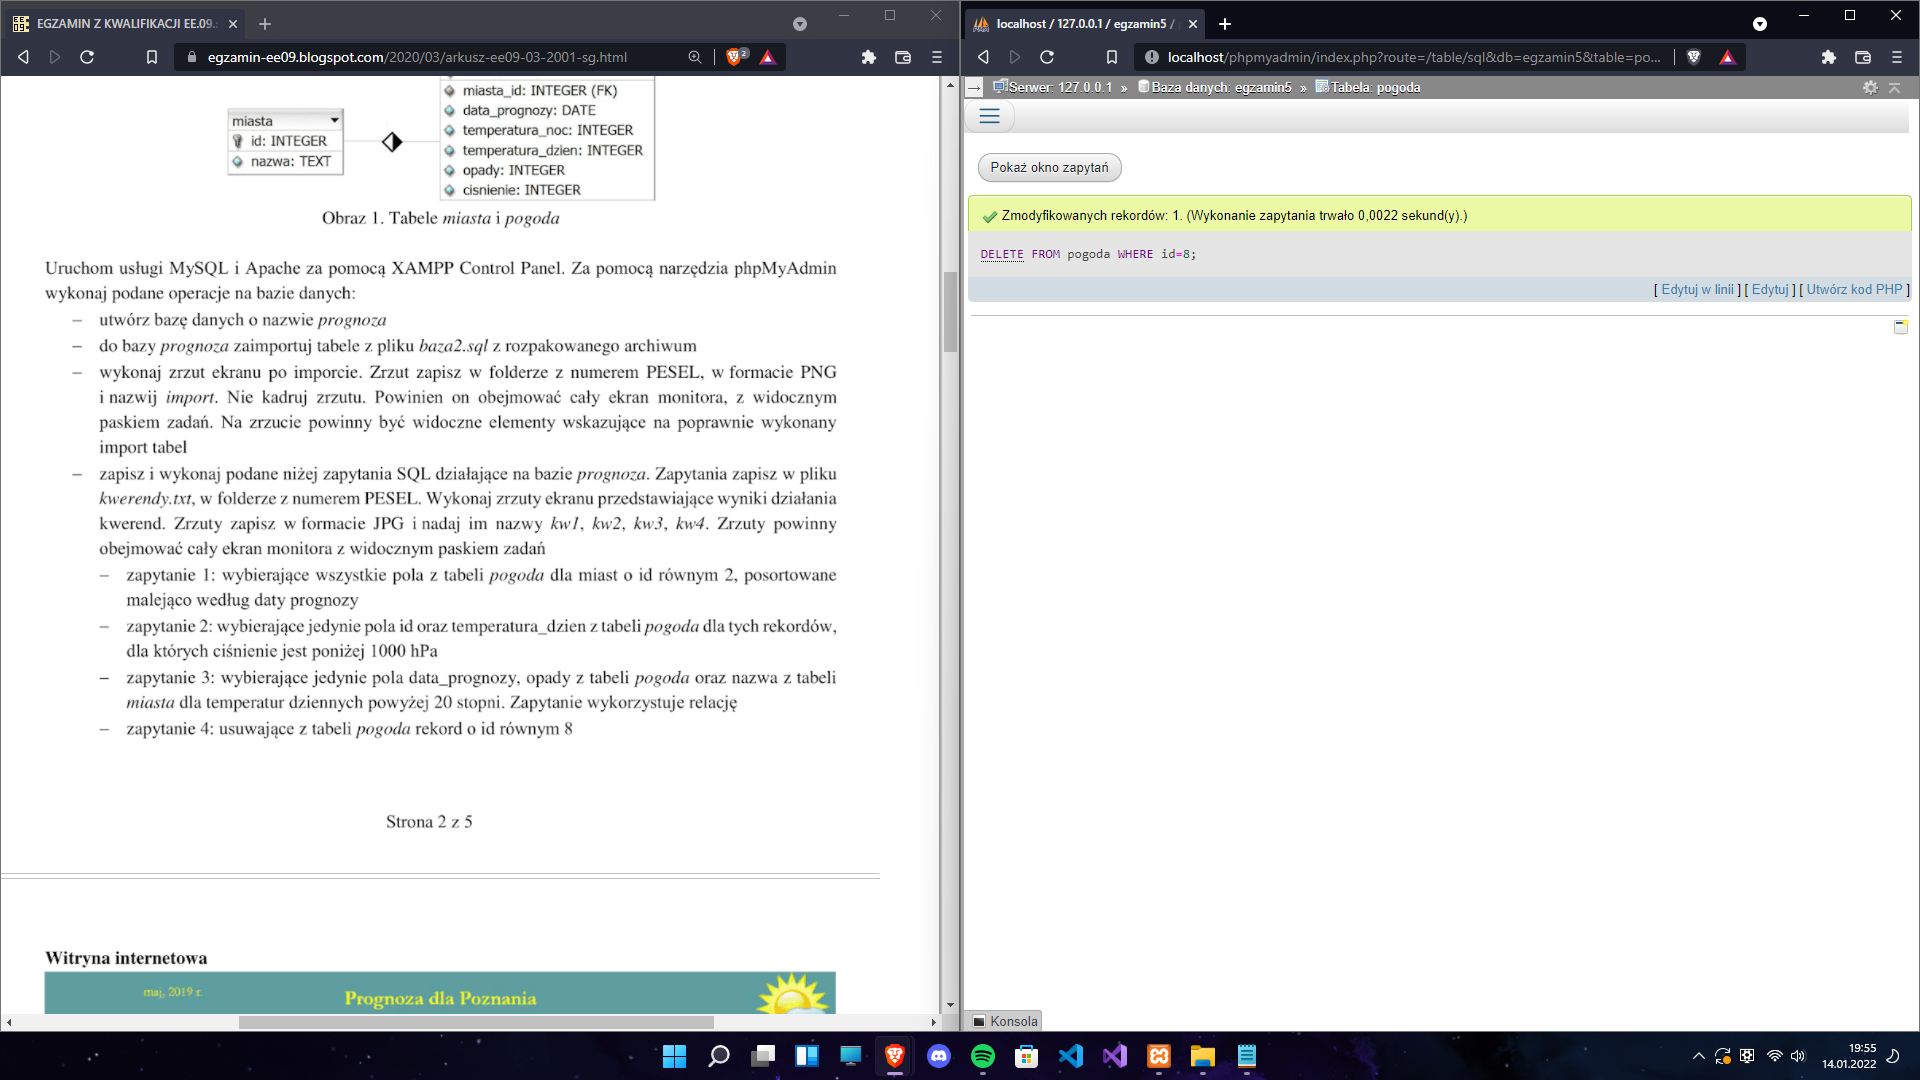 EGZAMIN Z KWALIFIKACJI EE.09.
egzamin-ee09.blogspot.com/2020/03/arkusz-ee09-03-2001-sg.html
2
miasta
id: INTEGER
nazwa: TEXT
miasta_id: INTEGER (FK)
data_prognozy: DATE
temperatura_noc: INTEGER
temperatura_dzien: INTEGER
opady: INTEGER
cisnienie: INTEGER
Obraz 1. Tabele miasta i pogoda
Uruchom usługi MySQL i Apache za pomocą XAMPP Control Panel. Za pomocą narzędzia phpMyAdmin
wykonaj podane operacje na bazie danych:
– utwórz bazę danych o nazwie prognoza
– do bazy prognoza zaimportuj tabele z pliku baza2.sql z rozpakowanego archiwum
– wykonaj zrzut ekranu po imporcie. Zrzut zapisz w folderze z numerem PESEL, w formacie PNG
i nazwij import. Nie kadruj zrzutu. Powinien on obejmować cały ekran monitora, z widocznym
paskiem zadań. Na zrzucie powinny być widoczne elementy wskazujące na poprawnie wykonany
import tabel
– zapisz i wykonaj podane niżej zapytania SQL działające na bazie prognoza. Zapytania zapisz w pliku
kwerendy.txt, w folderze z numerem PESEL. Wykonaj zrzuty ekranu przedstawiające wyniki działania
kwerend. Zrzuty zapisz w formacie JPG i nadaj im nazwy kw1, kw2, kw3, kw4. Zrzuty powinny
obejmować cały ekran monitora z widocznym paskiem zadań
– zapytanie 1: wybierające wszystkie pola z tabeli pogoda dla miast o id równym 2, posortowane
malejąco według daty prognozy
– zapytanie 2: wybierające jedynie pola id oraz temperatura_dzien z tabeli pogoda dla tych rekordów,
dla których ciśnienie jest poniżej 1000 hPa
– zapytanie 3: wybierające jedynie pola data_prognozy, opady z tabeli pogoda oraz nazwa z tabeli
miasta dla temperatur dziennych powyżej 20 stopni. Zapytanie wykorzystuje relację
– zapytanie 4: usuwające z tabeli pogoda rekord o id równym 8
Strona 2 z 5
Witryna internetowa
maj, 2019 r.
Prognoza dla Poznania
localhost / 127.0.0.1 / egzamin5 /
localhost/phpmyadmin/index.php?route=/table/sql&db=egzamin5&table=po...
Serwer: 127.0.0.1 » Baza danych: egzamin5 » Tabela: pogoda
Pokaż okno zapytań
Zmodyfikowanych rekordów: 1. (Wykonanie zapytania trwało 0,0022 sekund(y).)
DELETE FROM pogoda WHERE id=8;
[ Edytuj w linii ] [ Edytuj ] [ Utwórz kod PHP ]
Konsola
19:55
14.01.2022